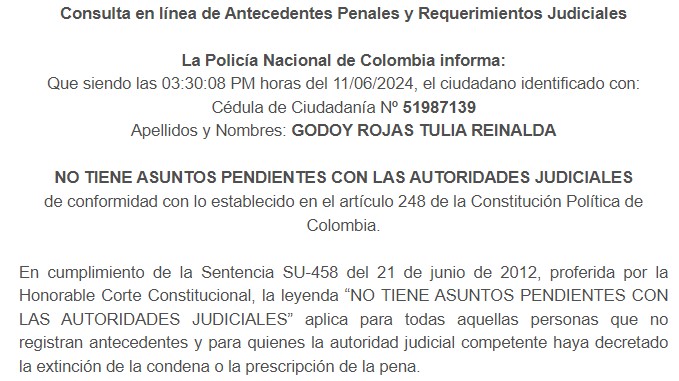 Consulta en línea de Antecedentes Penales y Requerimientos Judiciales
La Policía Nacional de Colombia informa:
Que siendo las 03:30:08 PM horas del 11/06/2024, el ciudadano identificado con:
Cédula de Ciudadanía Nº 51987139
Apellidos y Nombres: GODOY ROJAS TULIA REINALDA
NO TIENE ASUNTOS PENDIENTES CON LAS AUTORIDADES JUDICIALES
de conformidad con lo establecido en el artículo 248 de la Constitución Política de
Colombia.
En cumplimiento de la Sentencia SU-458 del 21 de junio de 2012, proferida por la
Honorable Corte Constitucional, la leyenda “NO TIENE ASUNTOS PENDIENTES CON
LAS AUTORIDADES JUDICIALES” aplica para todas aquellas personas que no
registran antecedentes y para quienes la autoridad judicial competente haya decretado
la extinción de la condena o la prescripción de la pena.